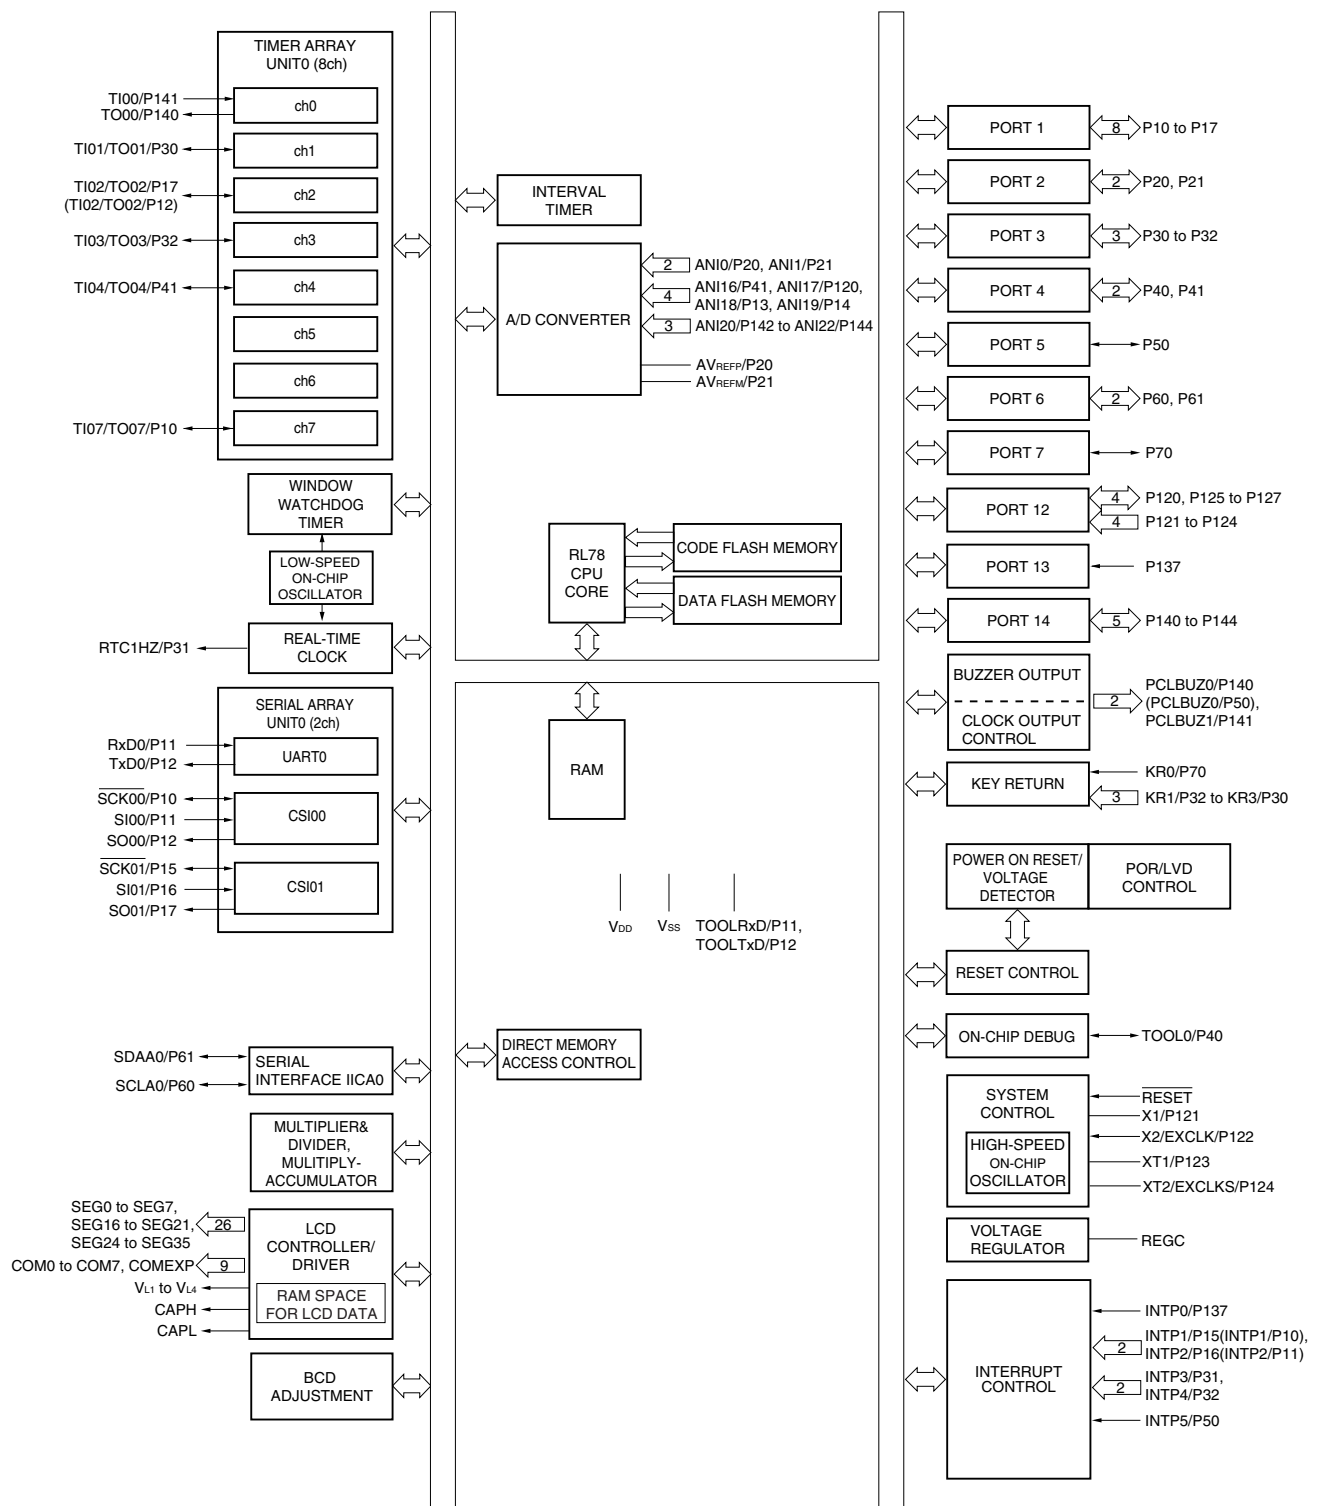 TIMER ARRAY
UNIT0 (8ch)
TI00/P141
TO00/P140
ch0
TI01/TO01/P30
ch1
TI02/TO02/P17
(TI02/TO02/P12)
ch2
TI03/TO03/P32
ch3
TI04/TO04/P41
ch4
ch5
ch6
TI07/TO07/P10
ch7
WINDOW
WATCHDOG
TIMER
LOW-SPEED
ON-CHIP
OSCILLATOR
RTC1HZ/P31
REAL-TIME
CLOCK
SERIAL ARRAY
UNIT0 (2ch)
RxD0/P11
TxD0/P12
UART0
SCK00/P10
SI00/P11
SO00/P12
CSI00
SCK01/P15
SI01/P16
SO01/P17
CSI01
SDAA0/P61
SCLA0/P60
SERIAL
INTERFACE IICA0
MULTIPLIER&
DIVIDER,
MULITIPLY-
ACCUMULATOR
SEG0 to SEG7,
SEG16 to SEG21,
SEG24 to SEG35
26
COM0 to COM7, COMEXP
9
VL1 to VL4
CAPH
CAPL
LCD
CONTROLLER/
DRIVER
RAM SPACE
FOR LCD DATA
BCD
ADJUSTMENT
INTERVAL
TIMER
A/D CONVERTER
2
ANI0/P20, ANI1/P21
4
ANI16/P41, ANI17/P120,
ANI18/P13, ANI19/P14
3
ANI20/P142 to ANI22/P144
AVREFP/P20
AVREFM/P21
RL78
CPU
CORE
CODE FLASH MEMORY
DATA FLASH MEMORY
RAM
VDD
VSS
TOOLRxD/P11,
TOOLTxD/P12
DIRECT MEMORY
ACCESS CONTROL
PORT 1
8
P10 to P17
PORT 2
2
P20, P21
PORT 3
3
P30 to P32
PORT 4
2
P40, P41
PORT 5
P50
PORT 6
2
P60, P61
PORT 7
P70
PORT 12
4
P120, P125 to P127
4
P121 to P124
PORT 13
P137
PORT 14
5
P140 to P144
BUZZER OUTPUT
CLOCK OUTPUT
CONTROL
2
PCLBUZ0/P140
(PCLBUZ0/P50),
PCLBUZ1/P141
KEY RETURN
KR0/P70
3
KR1/P32 to KR3/P30
POWER ON RESET/
VOLTAGE
DETECTOR
POR/LVD
CONTROL
RESET CONTROL
ON-CHIP DEBUG
TOOL0/P40
SYSTEM
CONTROL
HIGH-SPEED
ON-CHIP
OSCILLATOR
RESET
X1/P121
X2/EXCLK/P122
XT1/P123
XT2/EXCLKS/P124
VOLTAGE
REGULATOR
REGC
INTERRUPT
CONTROL
INTP0/P137
2
INTP1/P15(INTP1/P10),
INTP2/P16(INTP2/P11)
2
INTP3/P31,
INTP4/P32
INTP5/P50